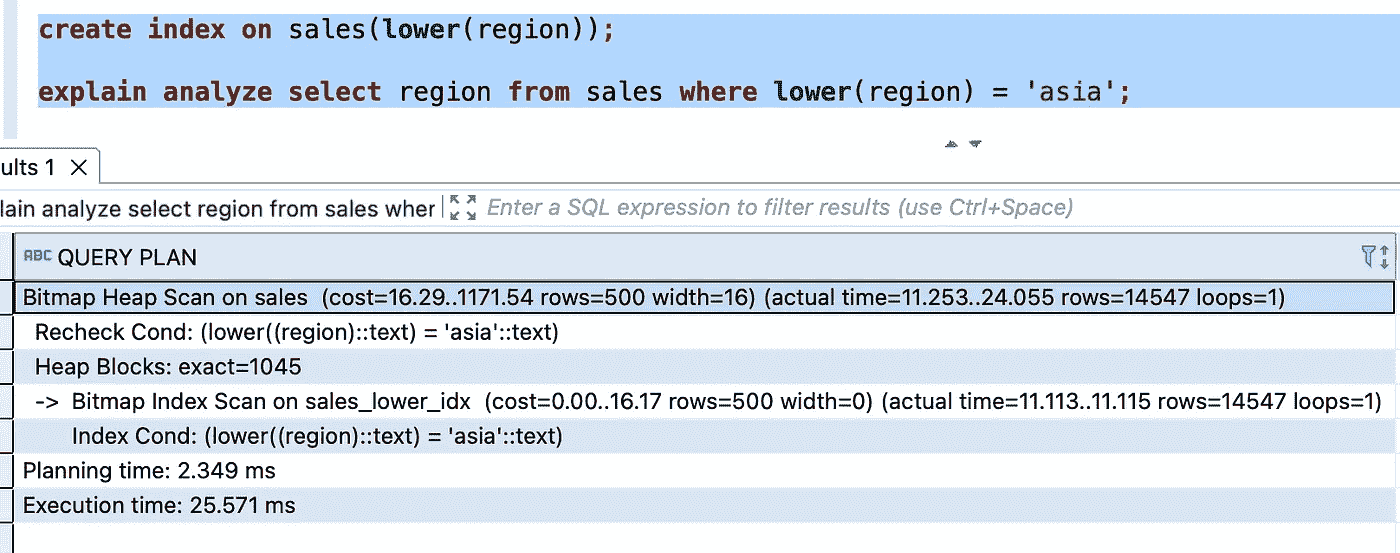 create index on sales(lower(region));
explain analyze select region from sales where lower(region) = 'asia';
ults 1
lain analyze select region from sales wher
Enter a SQL expression to filter results (use Ctrl+Space)
ABC QUERY PLAN
Bitmap Heap Scan on sales (cost=16.29..1171.54 rows=500 width=16) (actual time=11.253..24.055 rows=14547 loops=1)
Recheck Cond: (lower((region)::text) = 'asia'::text)
Heap Blocks: exact=1045
-> Bitmap Index Scan on sales_lower_idx (cost=0.00..16.17 rows=500 width=0) (actual time=11.113..11.115 rows=14547 loops=1)
Index Cond: (lower((region)::text) = 'asia'::text)
Planning time: 2.349 ms
Execution time: 25.571 ms